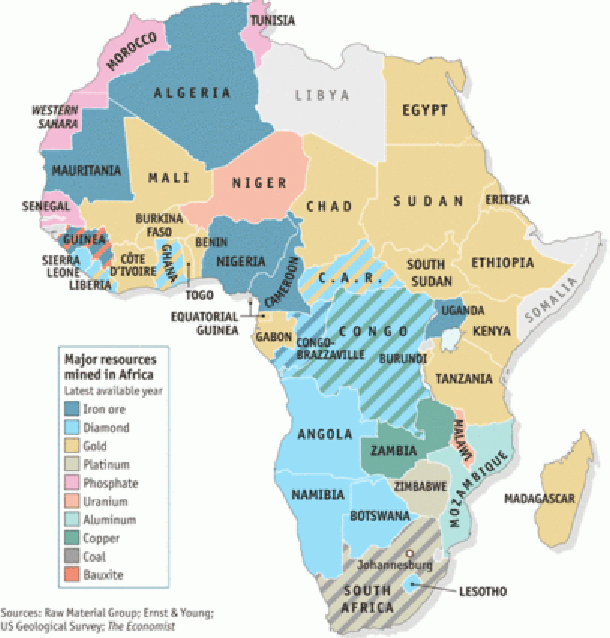 TUNISIA
MOROCCO
ALGERIA
LIBYA
EGYPT
WESTERN
SAHARA
MAURITANIA
MALI
NIGER
CHAD
SUDAN
ERITREA
SENEGAL
GUINEA
BURKINA
FASO
BENIN
NIGERIA
SIERRA
LEONE
LIBERIA
CÔTE
D'IVOIRE
GHANA
TOGO
CAMEROON
C.A.R.
SOUTH
SUDAN
ETHIOPIA
SOMALIA
EQUATORIAL
GUINEA
GABON
CONGO-
BRAZZAVILLE
CONGO
BURUNDI
UGANDA
KENYA
TANZANIA
ANGOLA
ZAMBIA
MALAWI
MOZAMBIQUE
NAMIBIA
BOTSWANA
ZIMBABWE
MADAGASCAR
Johannesburg
SOUTH
AFRICA
LESOTHO
Major resources
mined in Africa
Latest available year
Iron ore
Diamond
Gold
Platinum
Phosphate
Uranium
Aluminum
Copper
Coal
Bauxite
Sources: Raw Material Group; Ernst & Young;
US Geological Survey; The Economist